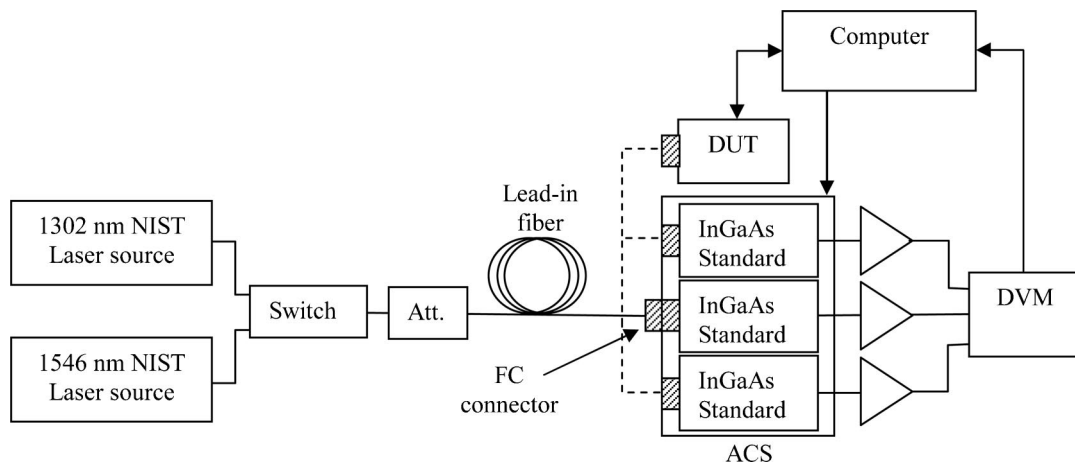 Computer
DUT
Lead-in
fiber
1302 nm NIST
Laser source
InGaAs
Standard
Switch
Att.
InGaAs
Standard
DVM
1546 nm NIST
Laser source
FC
connector
InGaAs
Standard
ACS